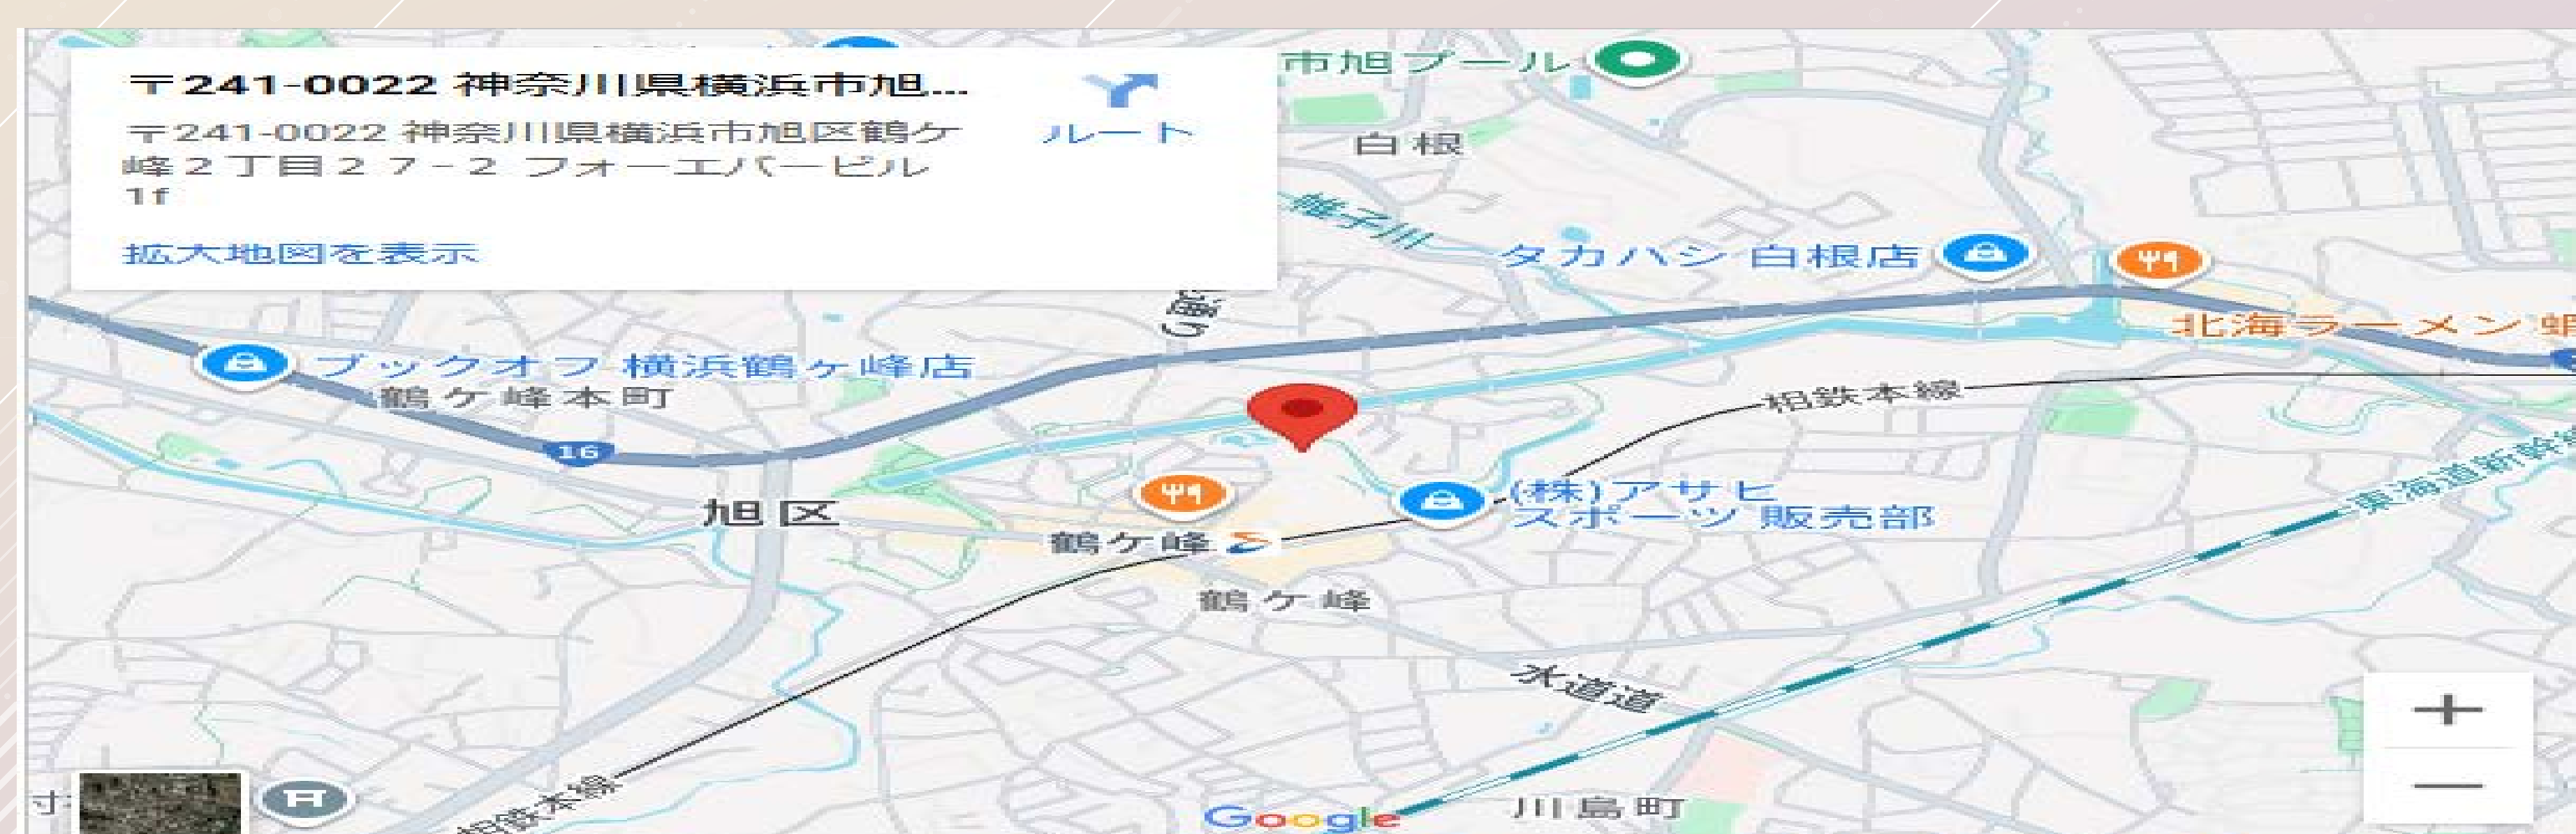 〒241-0022 神奈川県横浜市旭...
〒241-0022 神奈川県横浜市旭区鶴ケ
峰２丁目２７-２ フォーエバービル
1f
ルート
拡大地図を表示
市旭プール
白根
帷子川
タカハシ 白根店
通り
北海ラーメン
ブックオフ 横浜鶴ヶ峰店
鶴ケ峰本町
相鉄本線
16
東海道新幹線
旭区
(株)アサヒ
スポーツ 販売部
鶴ケ峰
鶴ケ峰
水道道
相鉄本線
Google
川島町
+
−